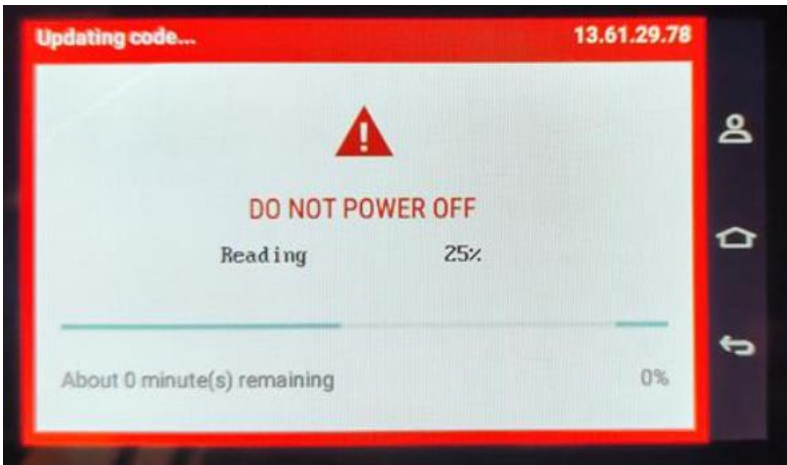 Updating code... 13.61.29.78
!
DO NOT POWER OFF
Reading 25%
About 0 minute(s) remaining 0%